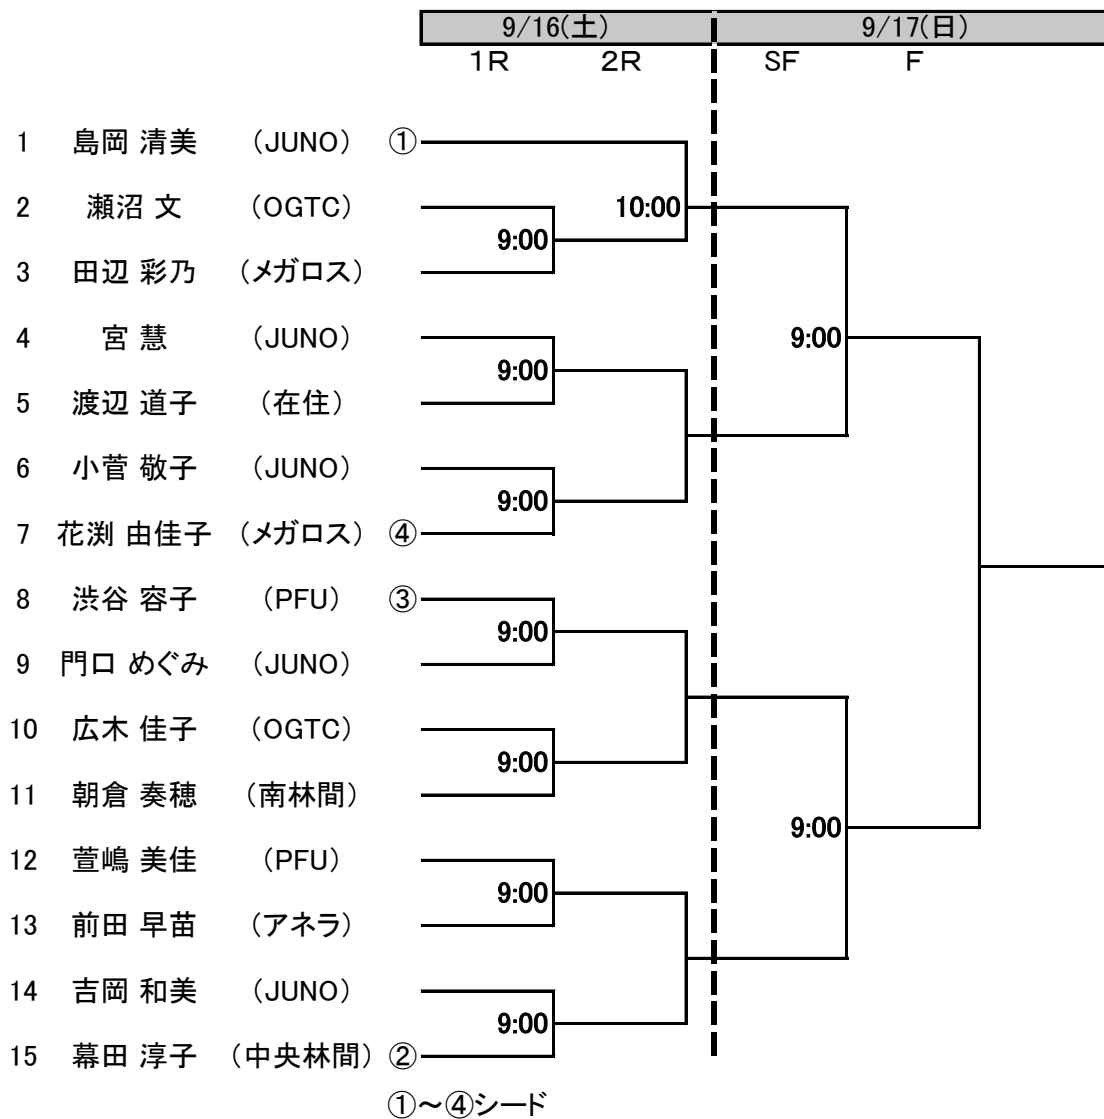 9/16(土) 9/17(日)
1R 2R SF F
1 島岡 清美 (JUNO) ①
2 瀬沼 文 (OGTC) 10:00
9:00
3 田辺 彩乃 (メガロス)
4 宮 慧 (JUNO) 9:00
9:00
5 渡辺 道子 (在住)
6 小菅 敬子 (JUNO)
9:00
7 花渕 由佳子 (メガロス) ④
8 渋谷 容子 (PFU) ③
9:00
9 門口 めぐみ (JUNO)
10 広木 佳子 (OGTC)
9:00
11 朝倉 奏穂 (南林間)
9:00
12 萱嶋 美佳 (PFU)
9:00
13 前田 早苗 (アネラ)
14 吉岡 和美 (JUNO)
9:00
15 幕田 淳子 (中央林間) ②
①～④シード